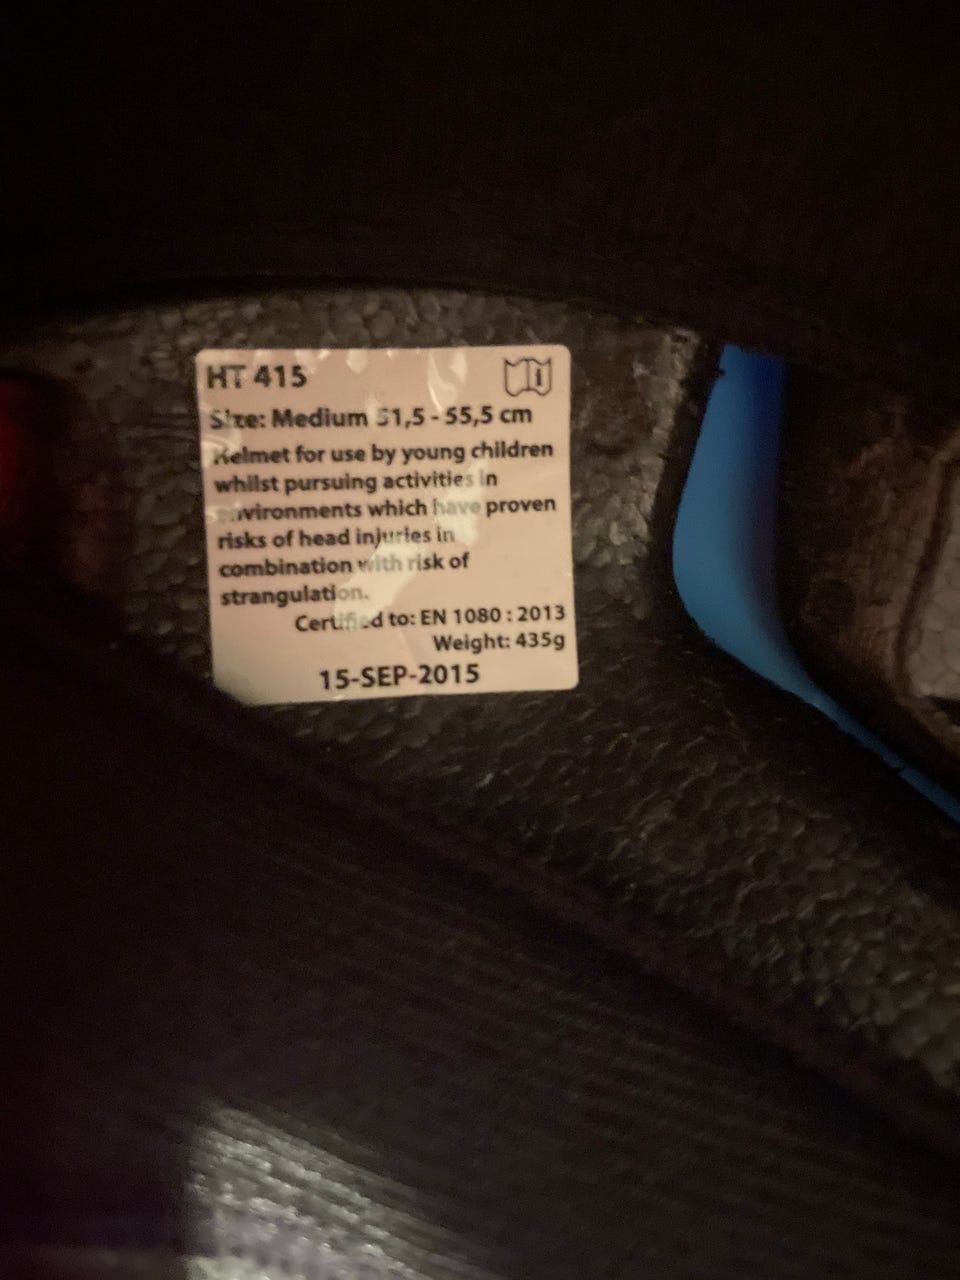 HT 415
Size: Medium 51,5 - 55,5 cm
Helmet for use by young children
whilst pursuing activities in
environments which have proven
risks of head injuries in
combination with risk of
strangulation.
Certified to: EN 1080 : 2013
Weight: 435g
15-SEP-2015